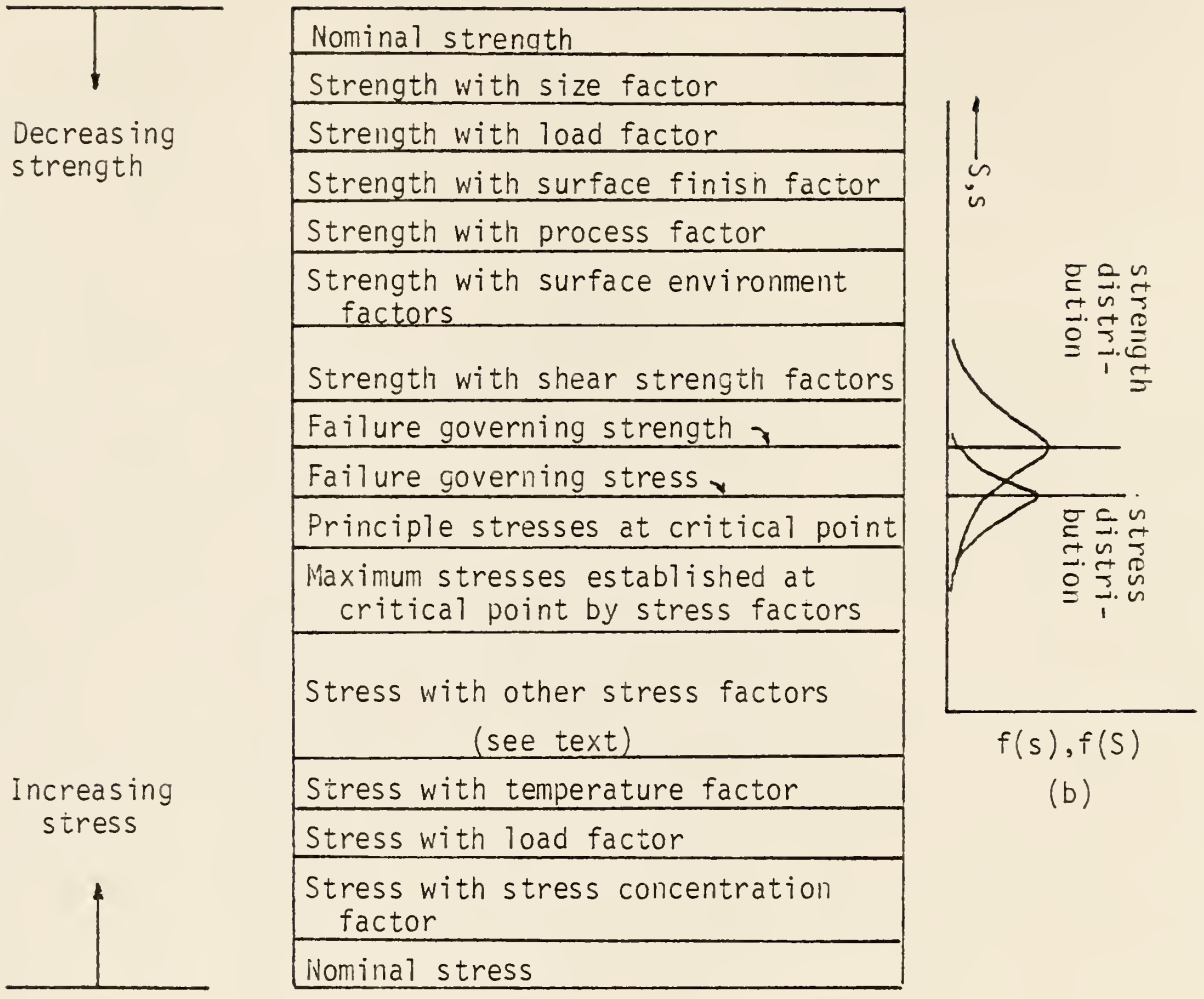 Decreasing
strength
Increasing
stress
Nominal strength
Strength with size factor
Strength with load factor
Strength with surface finish factor
Strength with process factor
Strength with surface environment
factors
Strength with shear strength factors
Failure governing strength
Failure governing stress
Principle stresses at critical point
Maximum stresses established at
critical point by stress factors
Stress with other stress factors
(see text)
Stress with temperature factor
Stress with load factor
Stress with stress concentration
factor
Nominal stress
S,s
strength
distri-
bution
stress
distri-
bution
f(s),f(S)
(b)